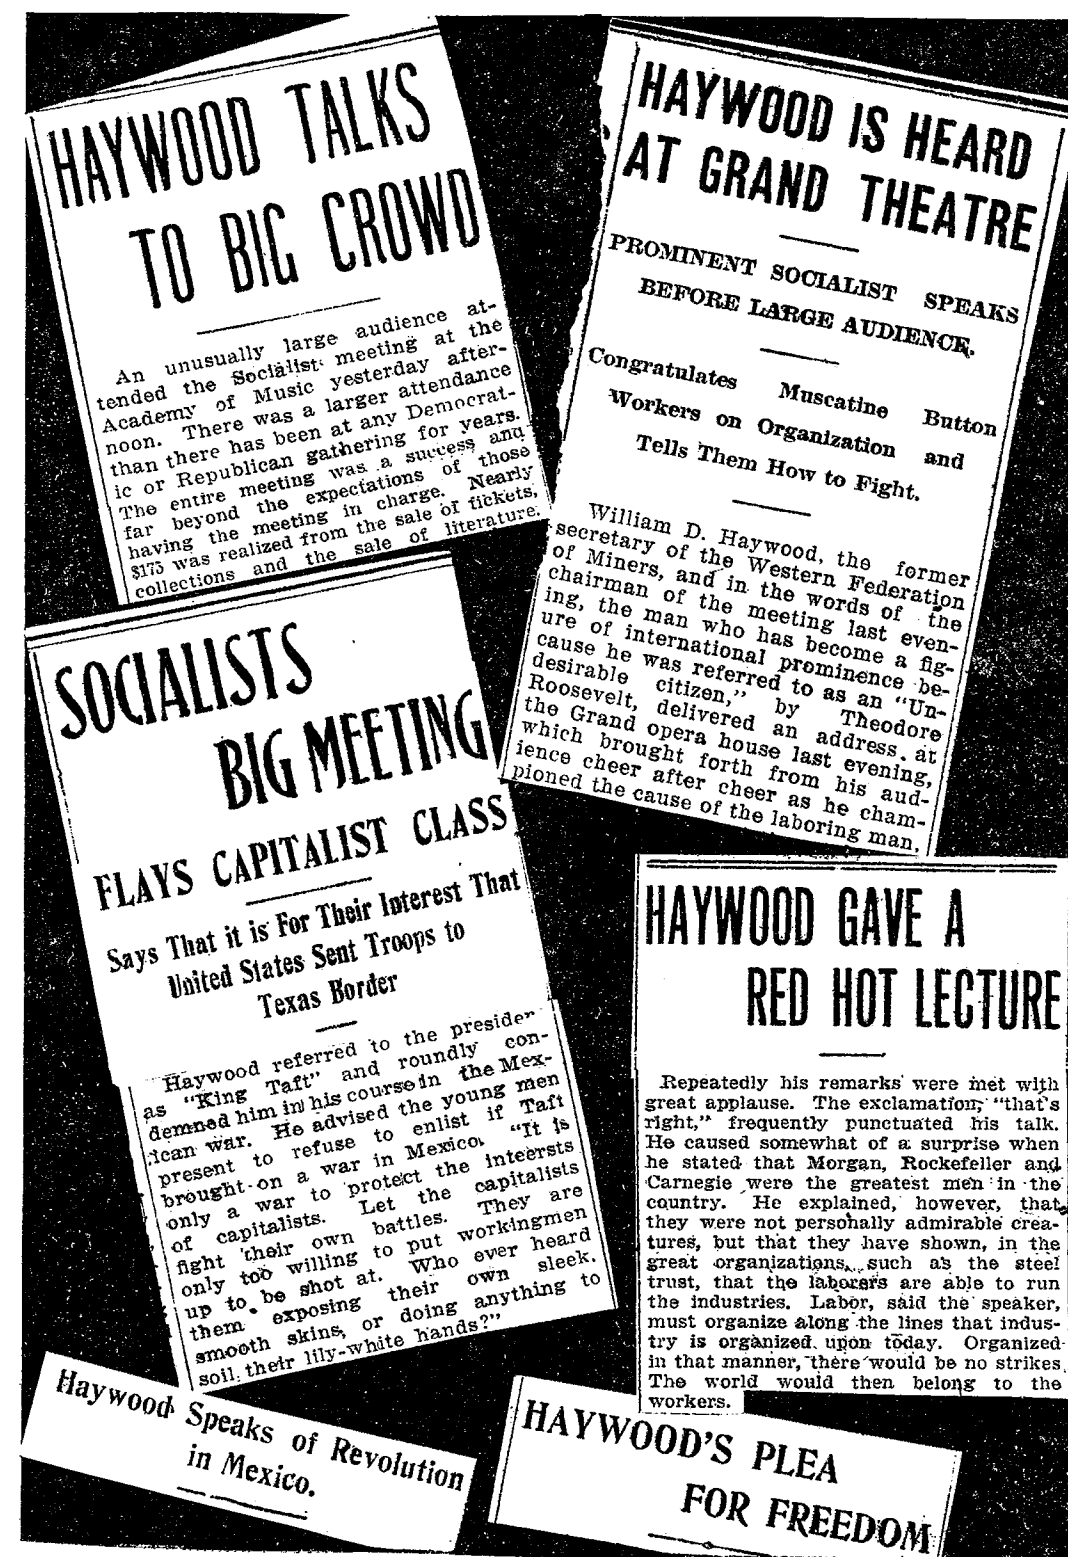 HAYWOOD TALKS
TO BIG CROWD
An unusually large audience at-
tended the Socialist meeting at the
Academy of Music yesterday after-
noon. There was a larger attendance
than there has been at any Democrat-
ic or Republican gathering for years.
The entire meeting was a success and
far beyond the expectations of those
having the meeting in charge. Nearly
$175 was realized from the sale of tickets,
collections and the sale of literature.
HAYWOOD IS HEARD
AT GRAND THEATRE
PROMINENT SOCIALIST SPEAKS
BEFORE LARGE AUDIENCE.
Congratulates Muscatine Button
Workers on Organization and
Tells Them How to Fight.
William D. Haywood, the former
secretary of the Western Federation
of Miners, and in the words of the
chairman of the meeting last even-
ing, the man who has become a fig-
ure of international prominence be-
cause he was referred to as an "Un-
desirable citizen," by Theodore
Roosevelt, delivered an address at
the Grand opera house last evening,
which brought forth from his aud-
ience cheer after cheer as he cham-
pioned the cause of the laboring man.
SOCIALISTS
BIG MEETING
FLAYS CAPITALIST CLASS
Says That it is For Their Interest That
United States Sent Troops to
Texas Border
Haywood referred to the presiden
as "King Taft" and roundly con-
demned him in his course in the Mex-
ican war. He advised the young men
present to refuse to enlist if Taft
brought on a war in Mexico. "It is
only a war to protect the inteersts
of capitalists. Let the capitalists
fight their own battles. They are
only too willing to put workingmen
up to be shot at. Who ever heard
them exposing their own sleek.
smooth skins, or doing anything to
soil their lily-white hands?"
HAYWOOD GAVE A
RED HOT LECTURE
Repeatedly his remarks were met with
great applause. The exclamation, "that's
right," frequently punctuated his talk.
He caused somewhat of a surprise when
he stated that Morgan, Rockefeller and
Carnegie were the greatest men in the
country. He explained, however, that
they were not personally admirable crea-
tures, but that they have shown, in the
great organizations, such as the steel
trust, that the laborers are able to run
the industries. Labor, said the speaker,
must organize along the lines that indus-
try is organized upon today. Organized
in that manner, there would be no strikes.
The world would then belong to the
workers.
Haywood Speaks of Revolution
in Mexico.
HAYWOOD'S PLEA
FOR FREEDOM